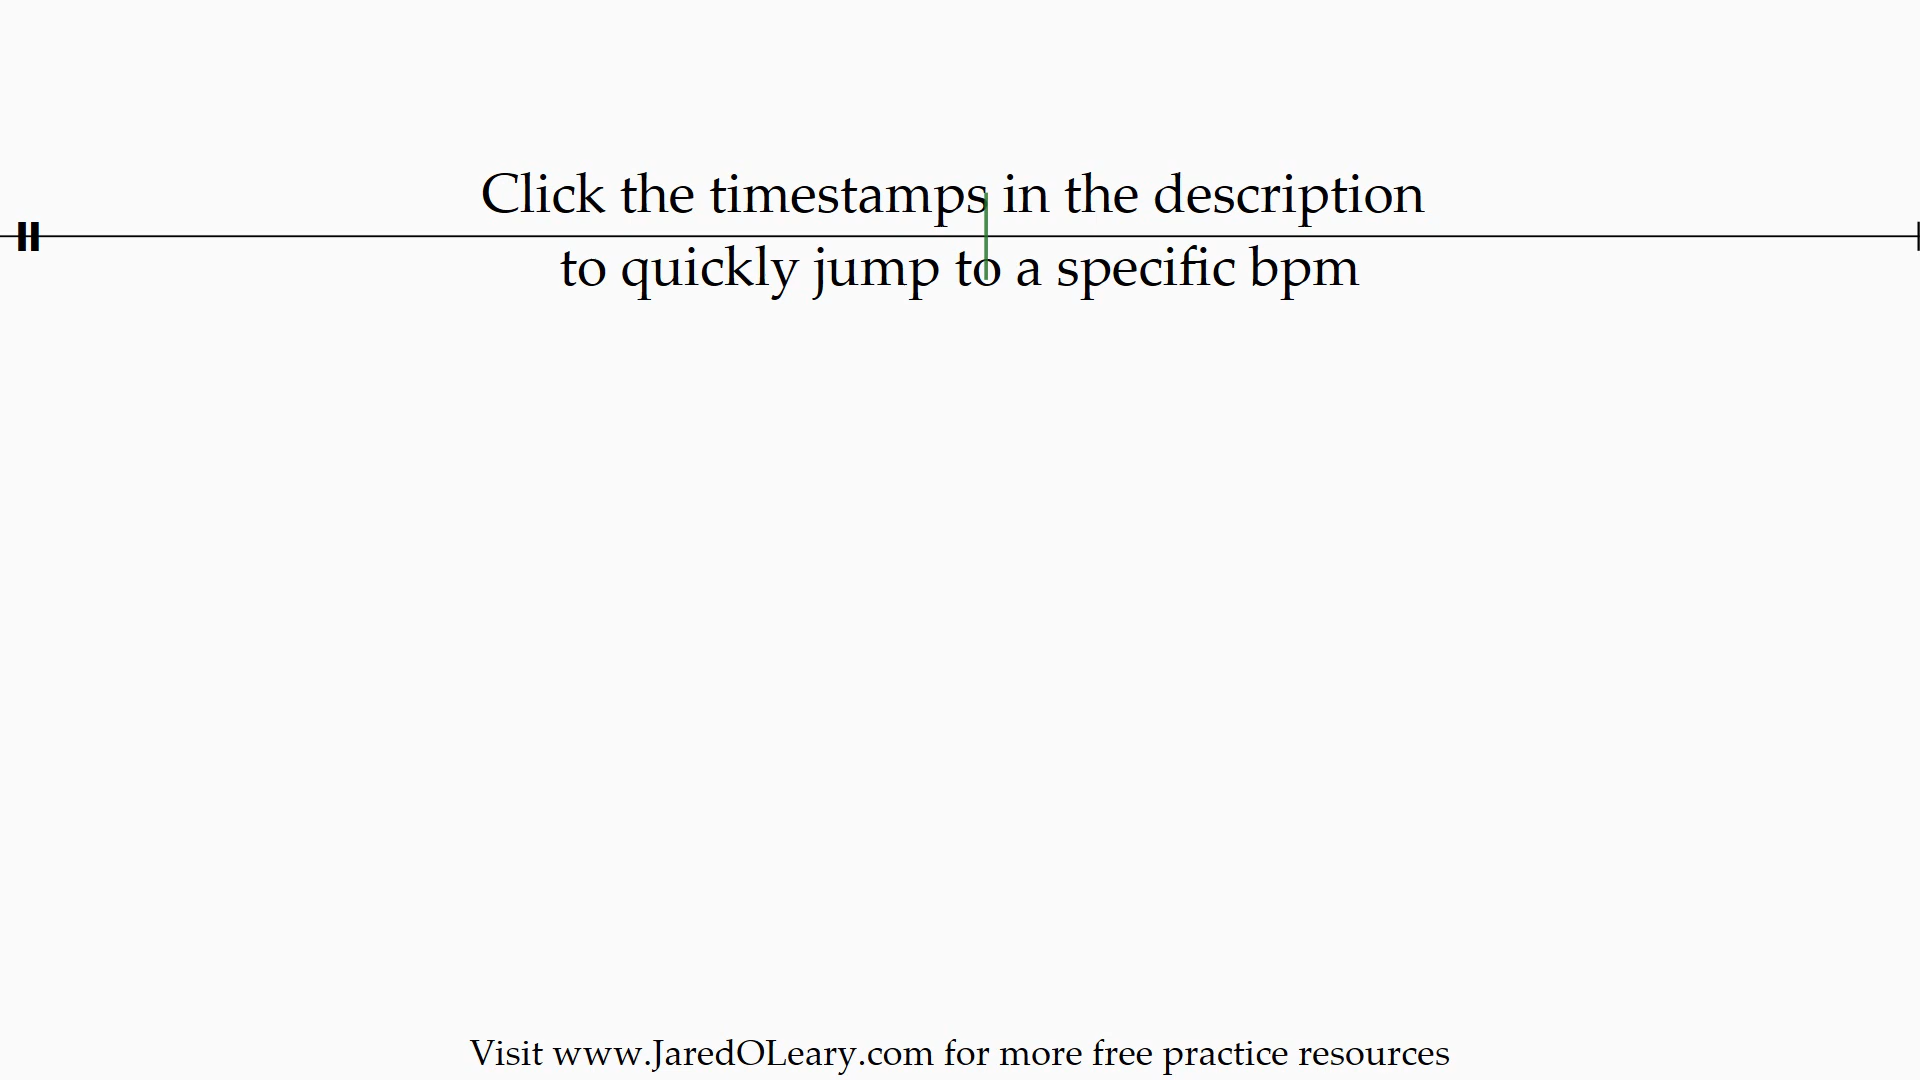 Click the timestamps in the description
to quickly jump to a specific bpm
Visit www.JaredOLeary.com for more free practice resources